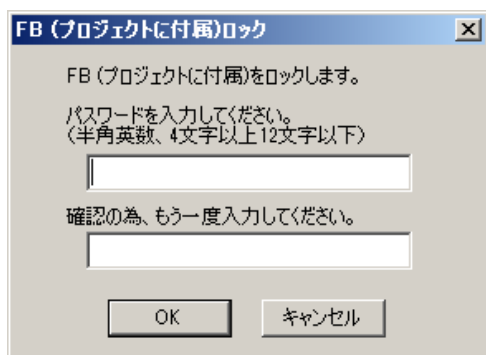 FB (プロジェクトに付属)ロック
FB (プロジェクトに付属)をロックします。
パスワードを入力してください。
(半角英数、4文字以上12文字以下)
確認の為、もう一度入力してください。
OK キャンセル